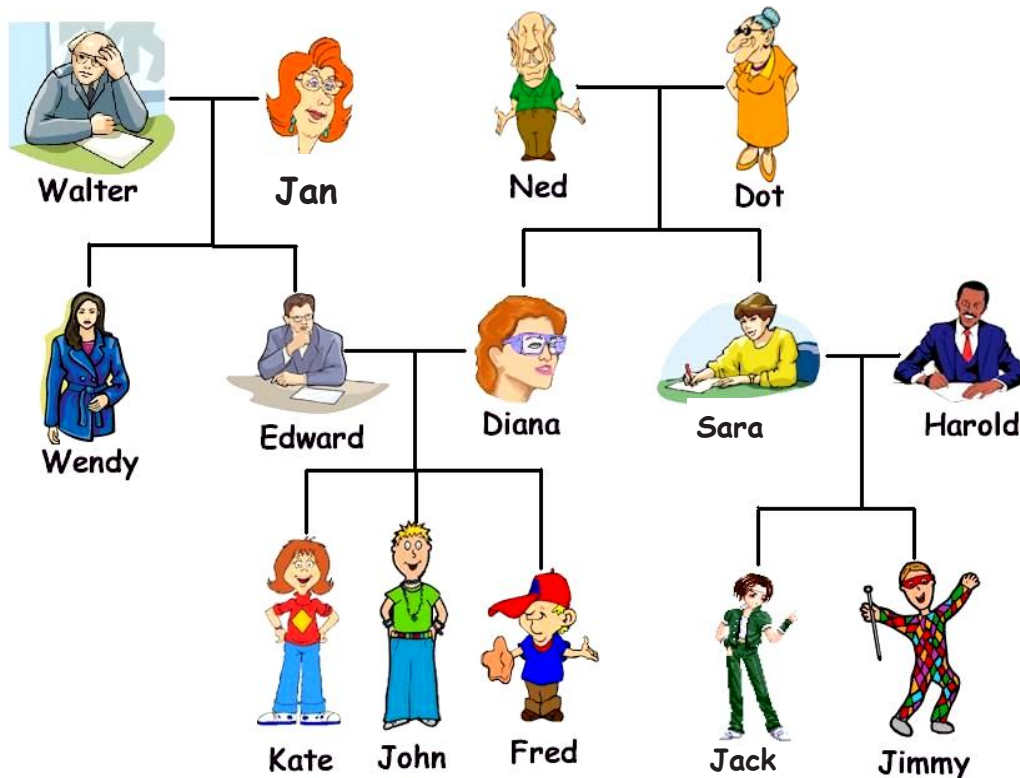 Walter
Jan
Ned
Dot
Wendy
Edward
Diana
Sara
Harold
Kate
John
Fred
Jack
Jimmy